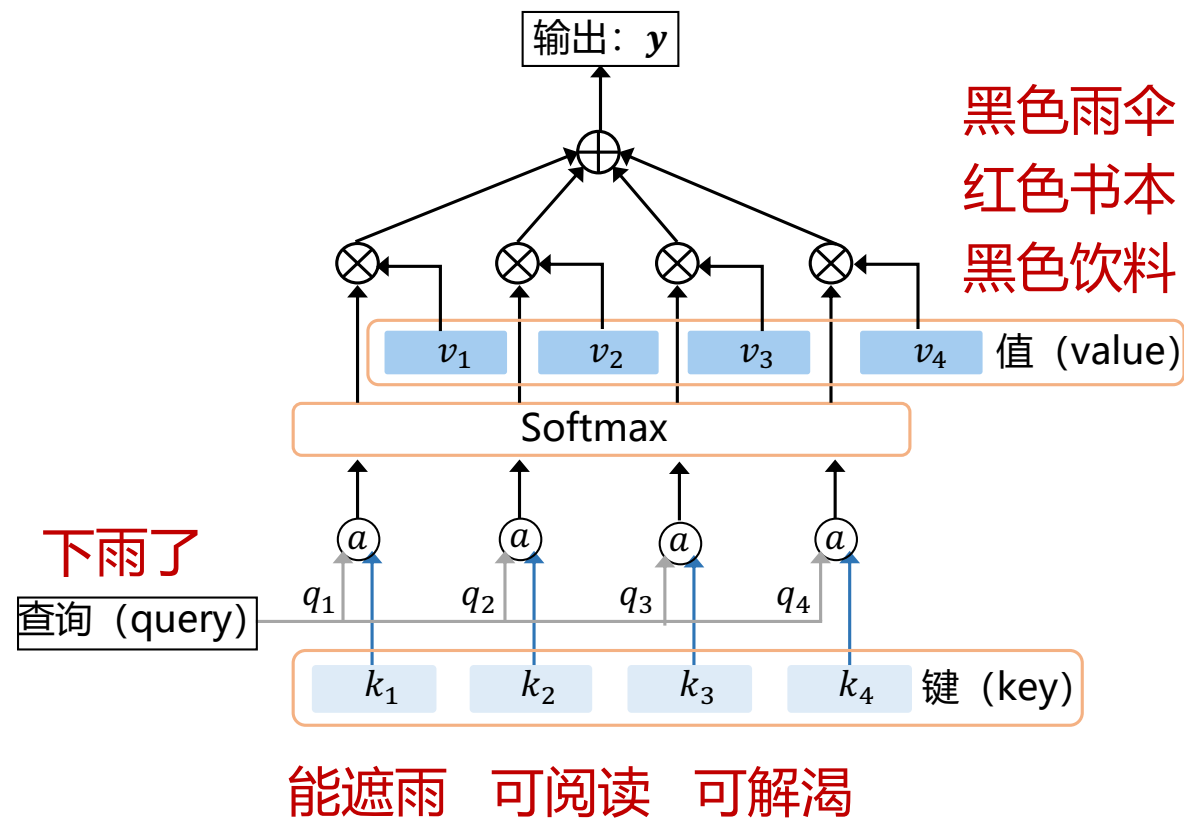 输出：y
黑色雨伞
红色书本
黑色饮料
v1 v2 v3 v4 值（value）
Softmax
a a a a
下雨了
q1 q2 q3 q4
查询（query）
k1 k2 k3 k4 键（key）
能遮雨 可阅读 可解渴